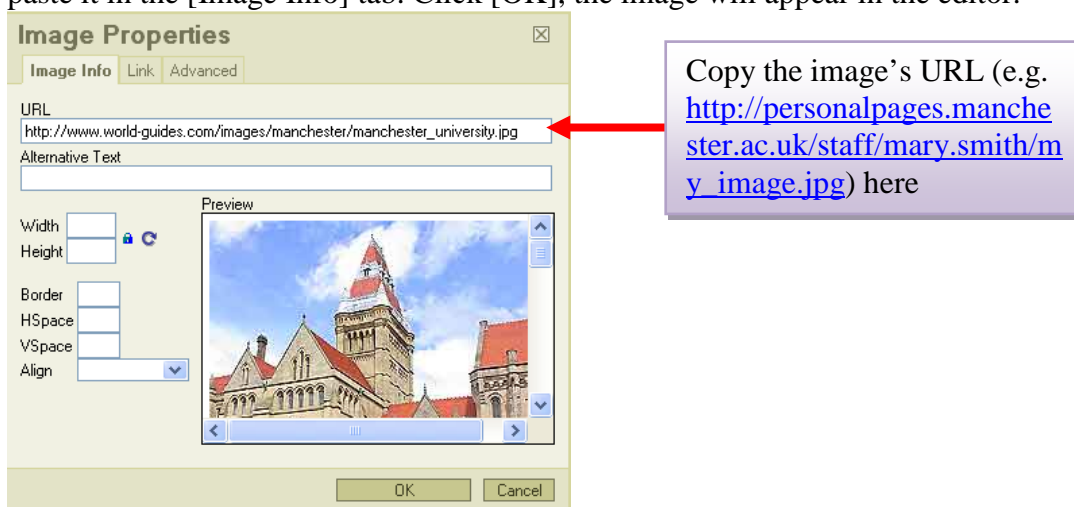 paste it in the [Image Info] tab. Click [OK], the image will appear in the editor.
Image Properties
Image Info Link Advanced
URL
http://www.world-guides.com/images/manchester/manchester_university.jpg
Alternative Text
Width
Height
Border
HSpace
VSpace
Align
Preview
OK Cancel
Copy the image’s URL (e.g.
http://personalpages.manche
ster.ac.uk/staff/mary.smith/m
y_image.jpg) here